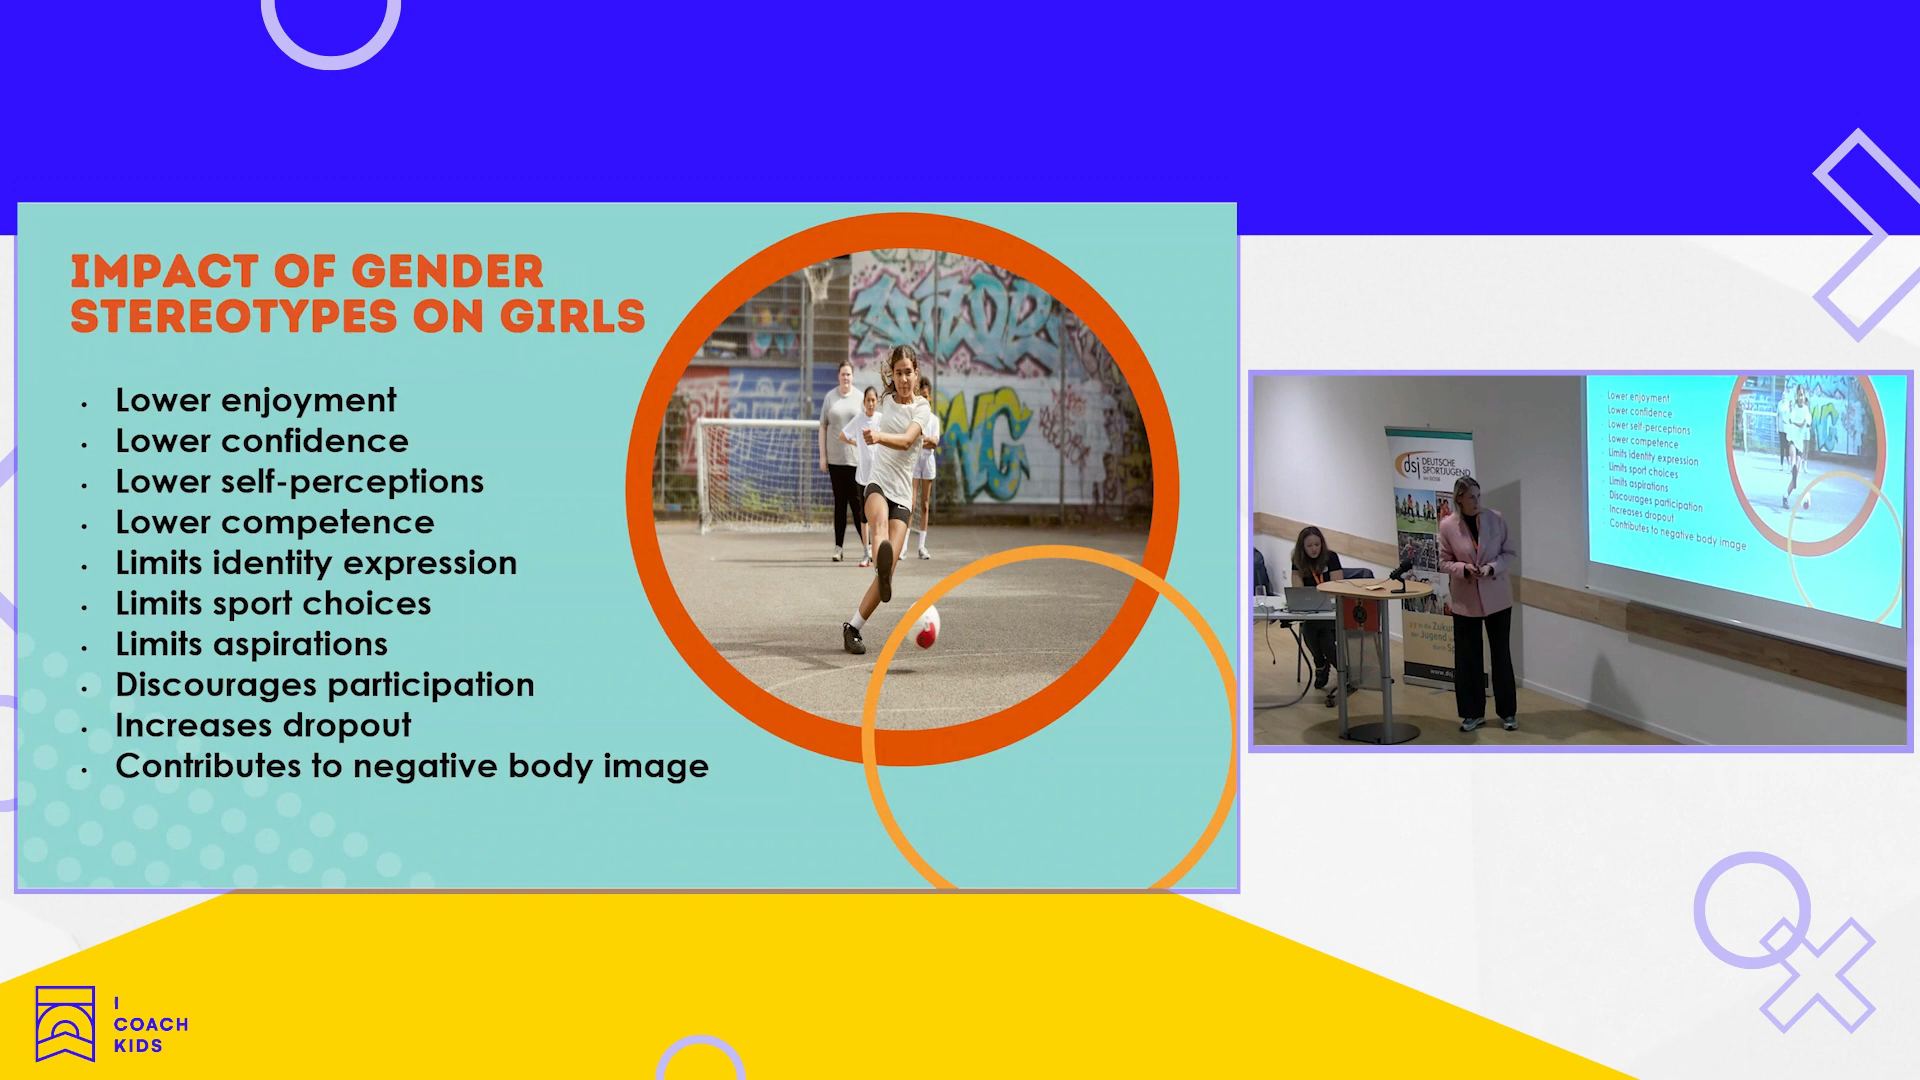 IMPACT OF GENDER
STEREOTYPES ON GIRLS
Lower enjoyment
Lower confidence
Lower self-perceptions
Lower competence
Limits identity expression
Limits sport choices
Limits aspirations
Discourages participation
Increases dropout
Contributes to negative body image
dsj DEUTSCHE
SPORTJUGEND
Lower enjoyment
Lower confidence
Lower self-perceptions
Lower competence
Limits identity expression
Limits sport choices
Limits aspirations
Discourages participation
Increases dropout
Contributes to negative body image
I
COACH
KIDS